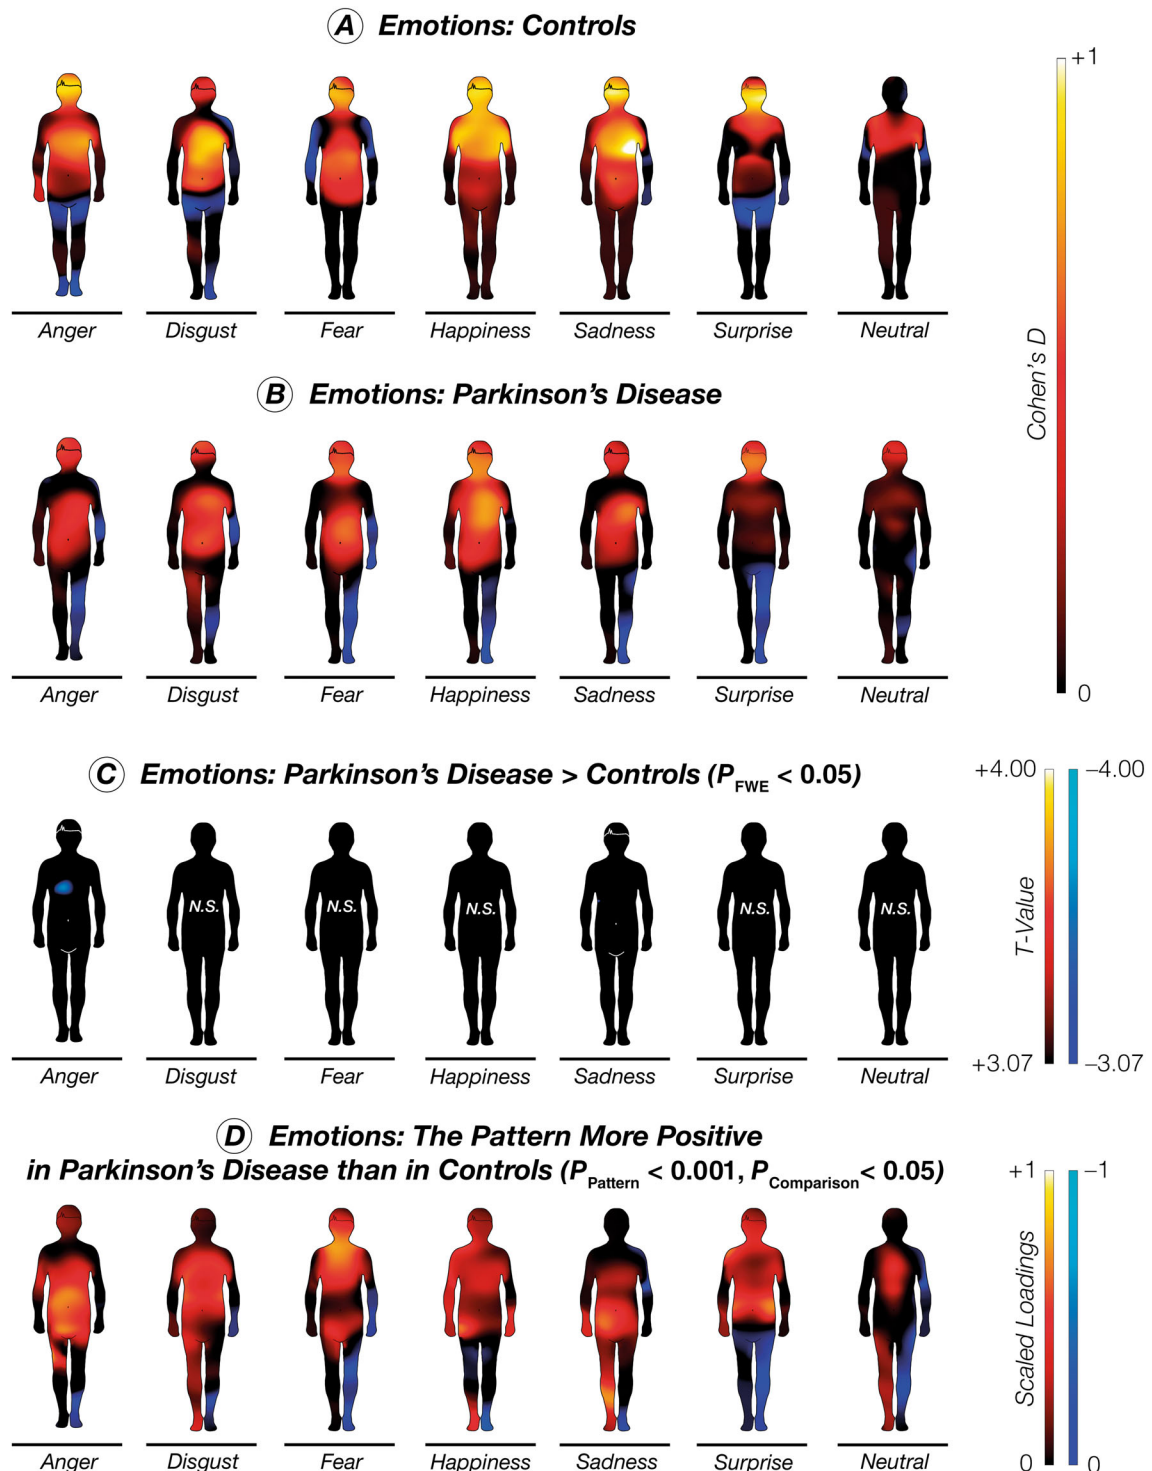 A Emotions: Controls
+1
Anger Disgust Fear Happiness Sadness Surprise Neutral
Cohen's D
B Emotions: Parkinson's Disease
Anger Disgust Fear Happiness Sadness Surprise Neutral
0
C Emotions: Parkinson's Disease > Controls (P FWE < 0.05)
+4.00 −4.00
N.S. N.S. N.S. N.S. N.S.
T-Value
+3.07 −3.07
Anger Disgust Fear Happiness Sadness Surprise Neutral
D Emotions: The Pattern More Positive
in Parkinson's Disease than in Controls (P Pattern < 0.001, P Comparison < 0.05)
+1 −1
Scaled Loadings
0 0
Anger Disgust Fear Happiness Sadness Surprise Neutral